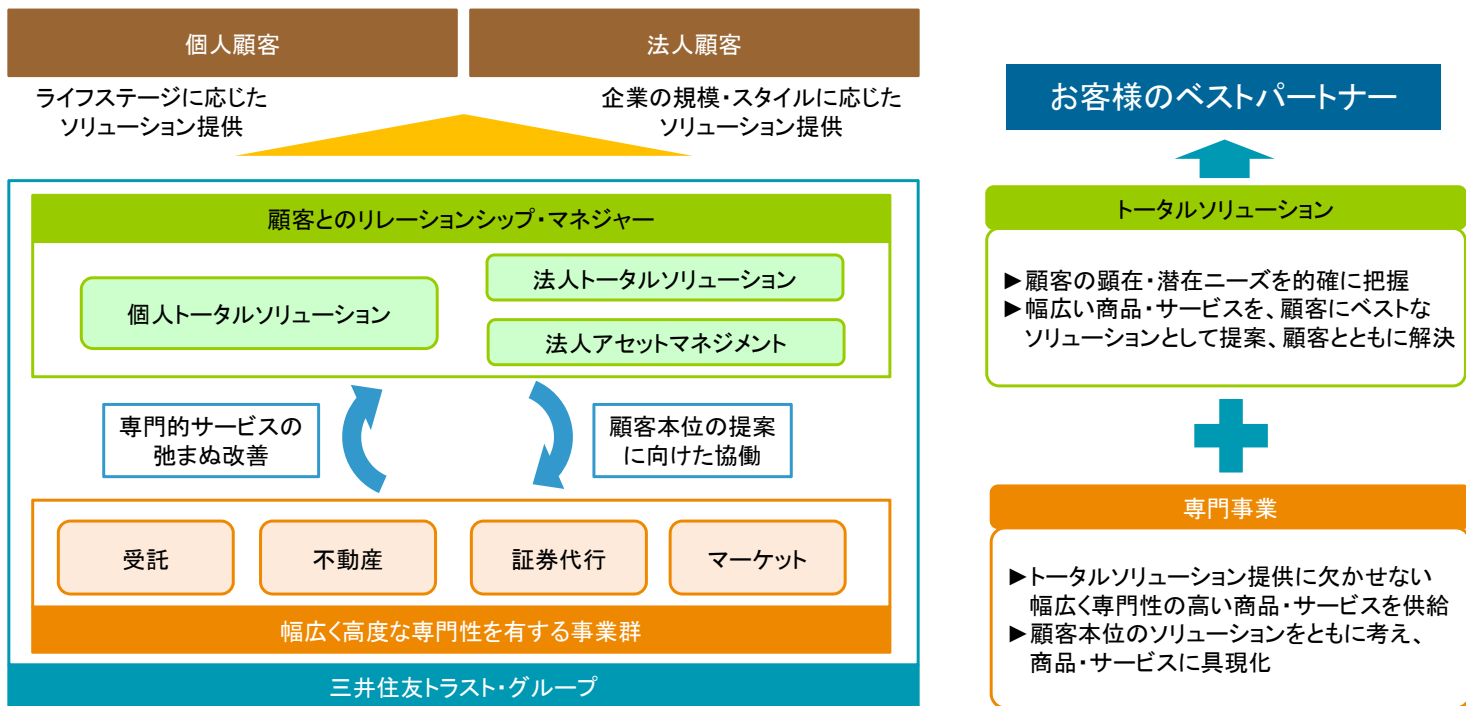 個人顧客
法人顧客
ライフステージに応じた
ソリューション提供
企業の規模・スタイルに応じた
ソリューション提供
顧客とのリレーションシップ・マネジャー
個人トータルソリューション
法人トータルソリューション
法人アセットマネジメント
専門的サービスの
弛まぬ改善
顧客本位の提案
に向けた協働
受託
不動産
証券代行
マーケット
幅広く高度な専門性を有する事業群
三井住友トラスト・グループ
お客様のベストパートナー
トータルソリューション
►顧客の顕在・潜在ニーズを的確に把握
►幅広い商品・サービスを、顧客にベストな
ソリューションとして提案、顧客とともに解決
専門事業
►トータルソリューション提供に欠かせない
幅広く専門性の高い商品・サービスを供給
►顧客本位のソリューションをともに考え、
商品・サービスに具現化